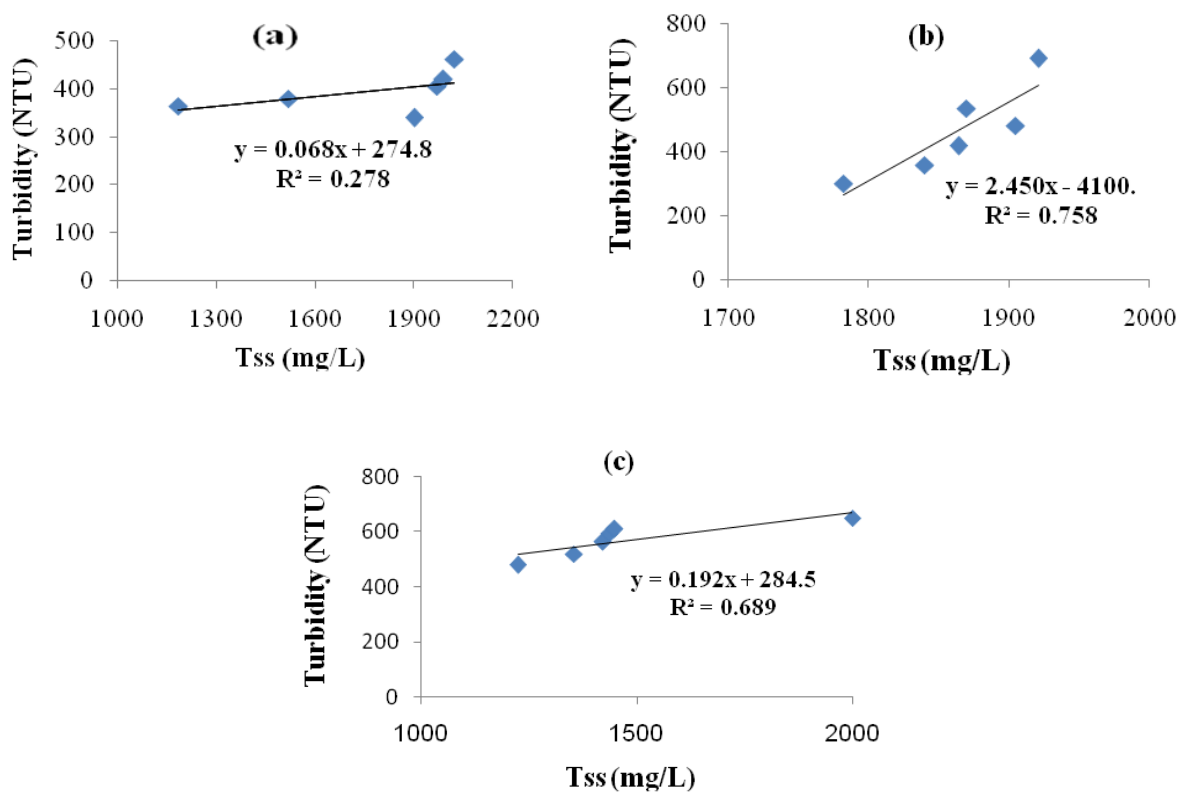 (a)
Turbidity (NTU)
500
400
300
200
100
0
y = 0.068x + 274.8
R² = 0.278
1000 1300 1600 1900 2200
Tss (mg/L)
(b)
Turbidity (NTU)
800
600
400
200
0
y = 2.450x - 4100.
R² = 0.758
1700 1800 1900 2000
Tss (mg/L)
(c)
Turbidity (NTU)
800
600
400
200
0
y = 0.192x + 284.5
R² = 0.689
1000 1500 2000
Tss (mg/L)